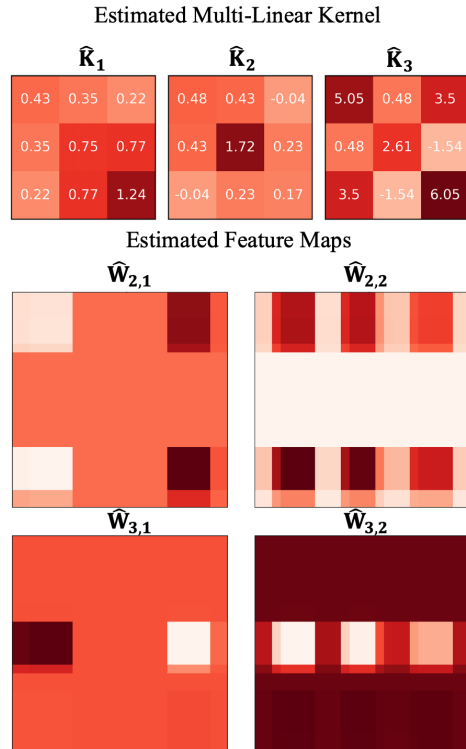 Estimated Multi-Linear Kernel
K̂₁ K̂₂ K̂₃
0.43 0.35 0.22 0.48 0.43 -0.04 5.05 0.48 3.5
0.35 0.75 0.77 0.43 1.72 0.23 0.48 2.61 -1.54
0.22 0.77 1.24 -0.04 0.23 0.17 3.5 -1.54 6.05
Estimated Feature Maps
Ŵ₂,₁ Ŵ₂,₂
Ŵ₃,₁ Ŵ₃,₂